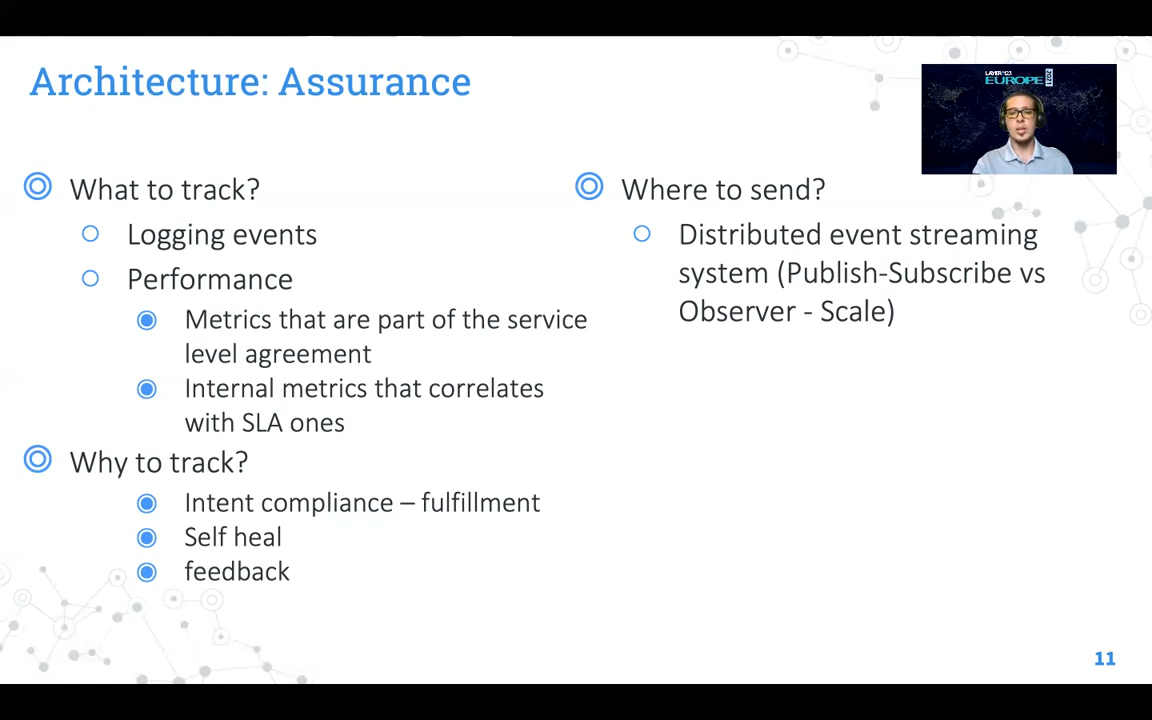 Architecture: Assurance
LAYER123
EUROPE 2021
What to track?
Logging events
Performance
Metrics that are part of the service
level agreement
Internal metrics that correlates
with SLA ones
Why to track?
Intent compliance – fulfillment
Self heal
feedback
Where to send?
Distributed event streaming
system (Publish-Subscribe vs
Observer - Scale)
11